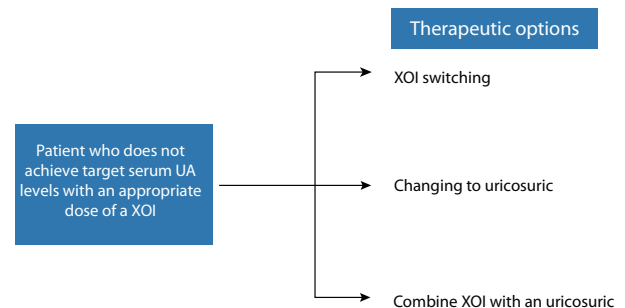 Therapeutic options
XOI switching
Patient who does not
achieve target serum UA
levels with an appropriate
dose of a XOI
Changing to uricosuric
Combine XOI with an uricosuric